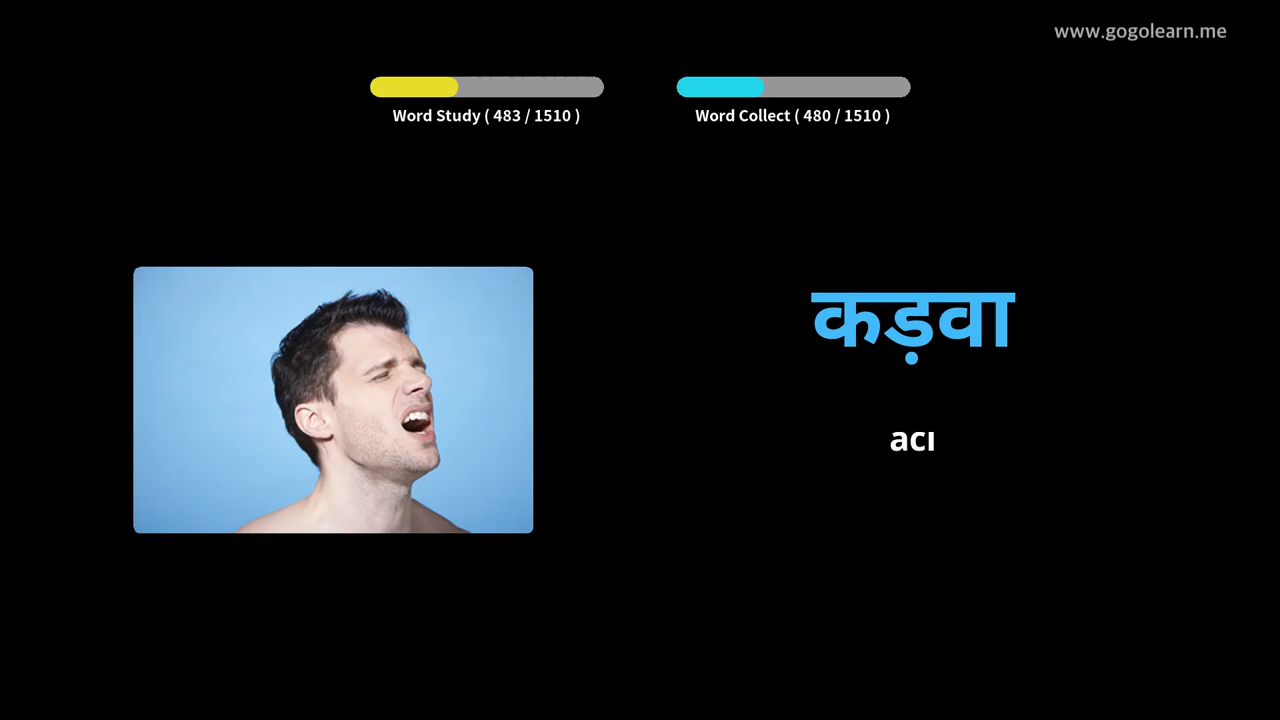 www.gogolearn.me
Word Study ( 483 / 1510 )
Word Collect ( 480 / 1510 )
कड़वा
acı